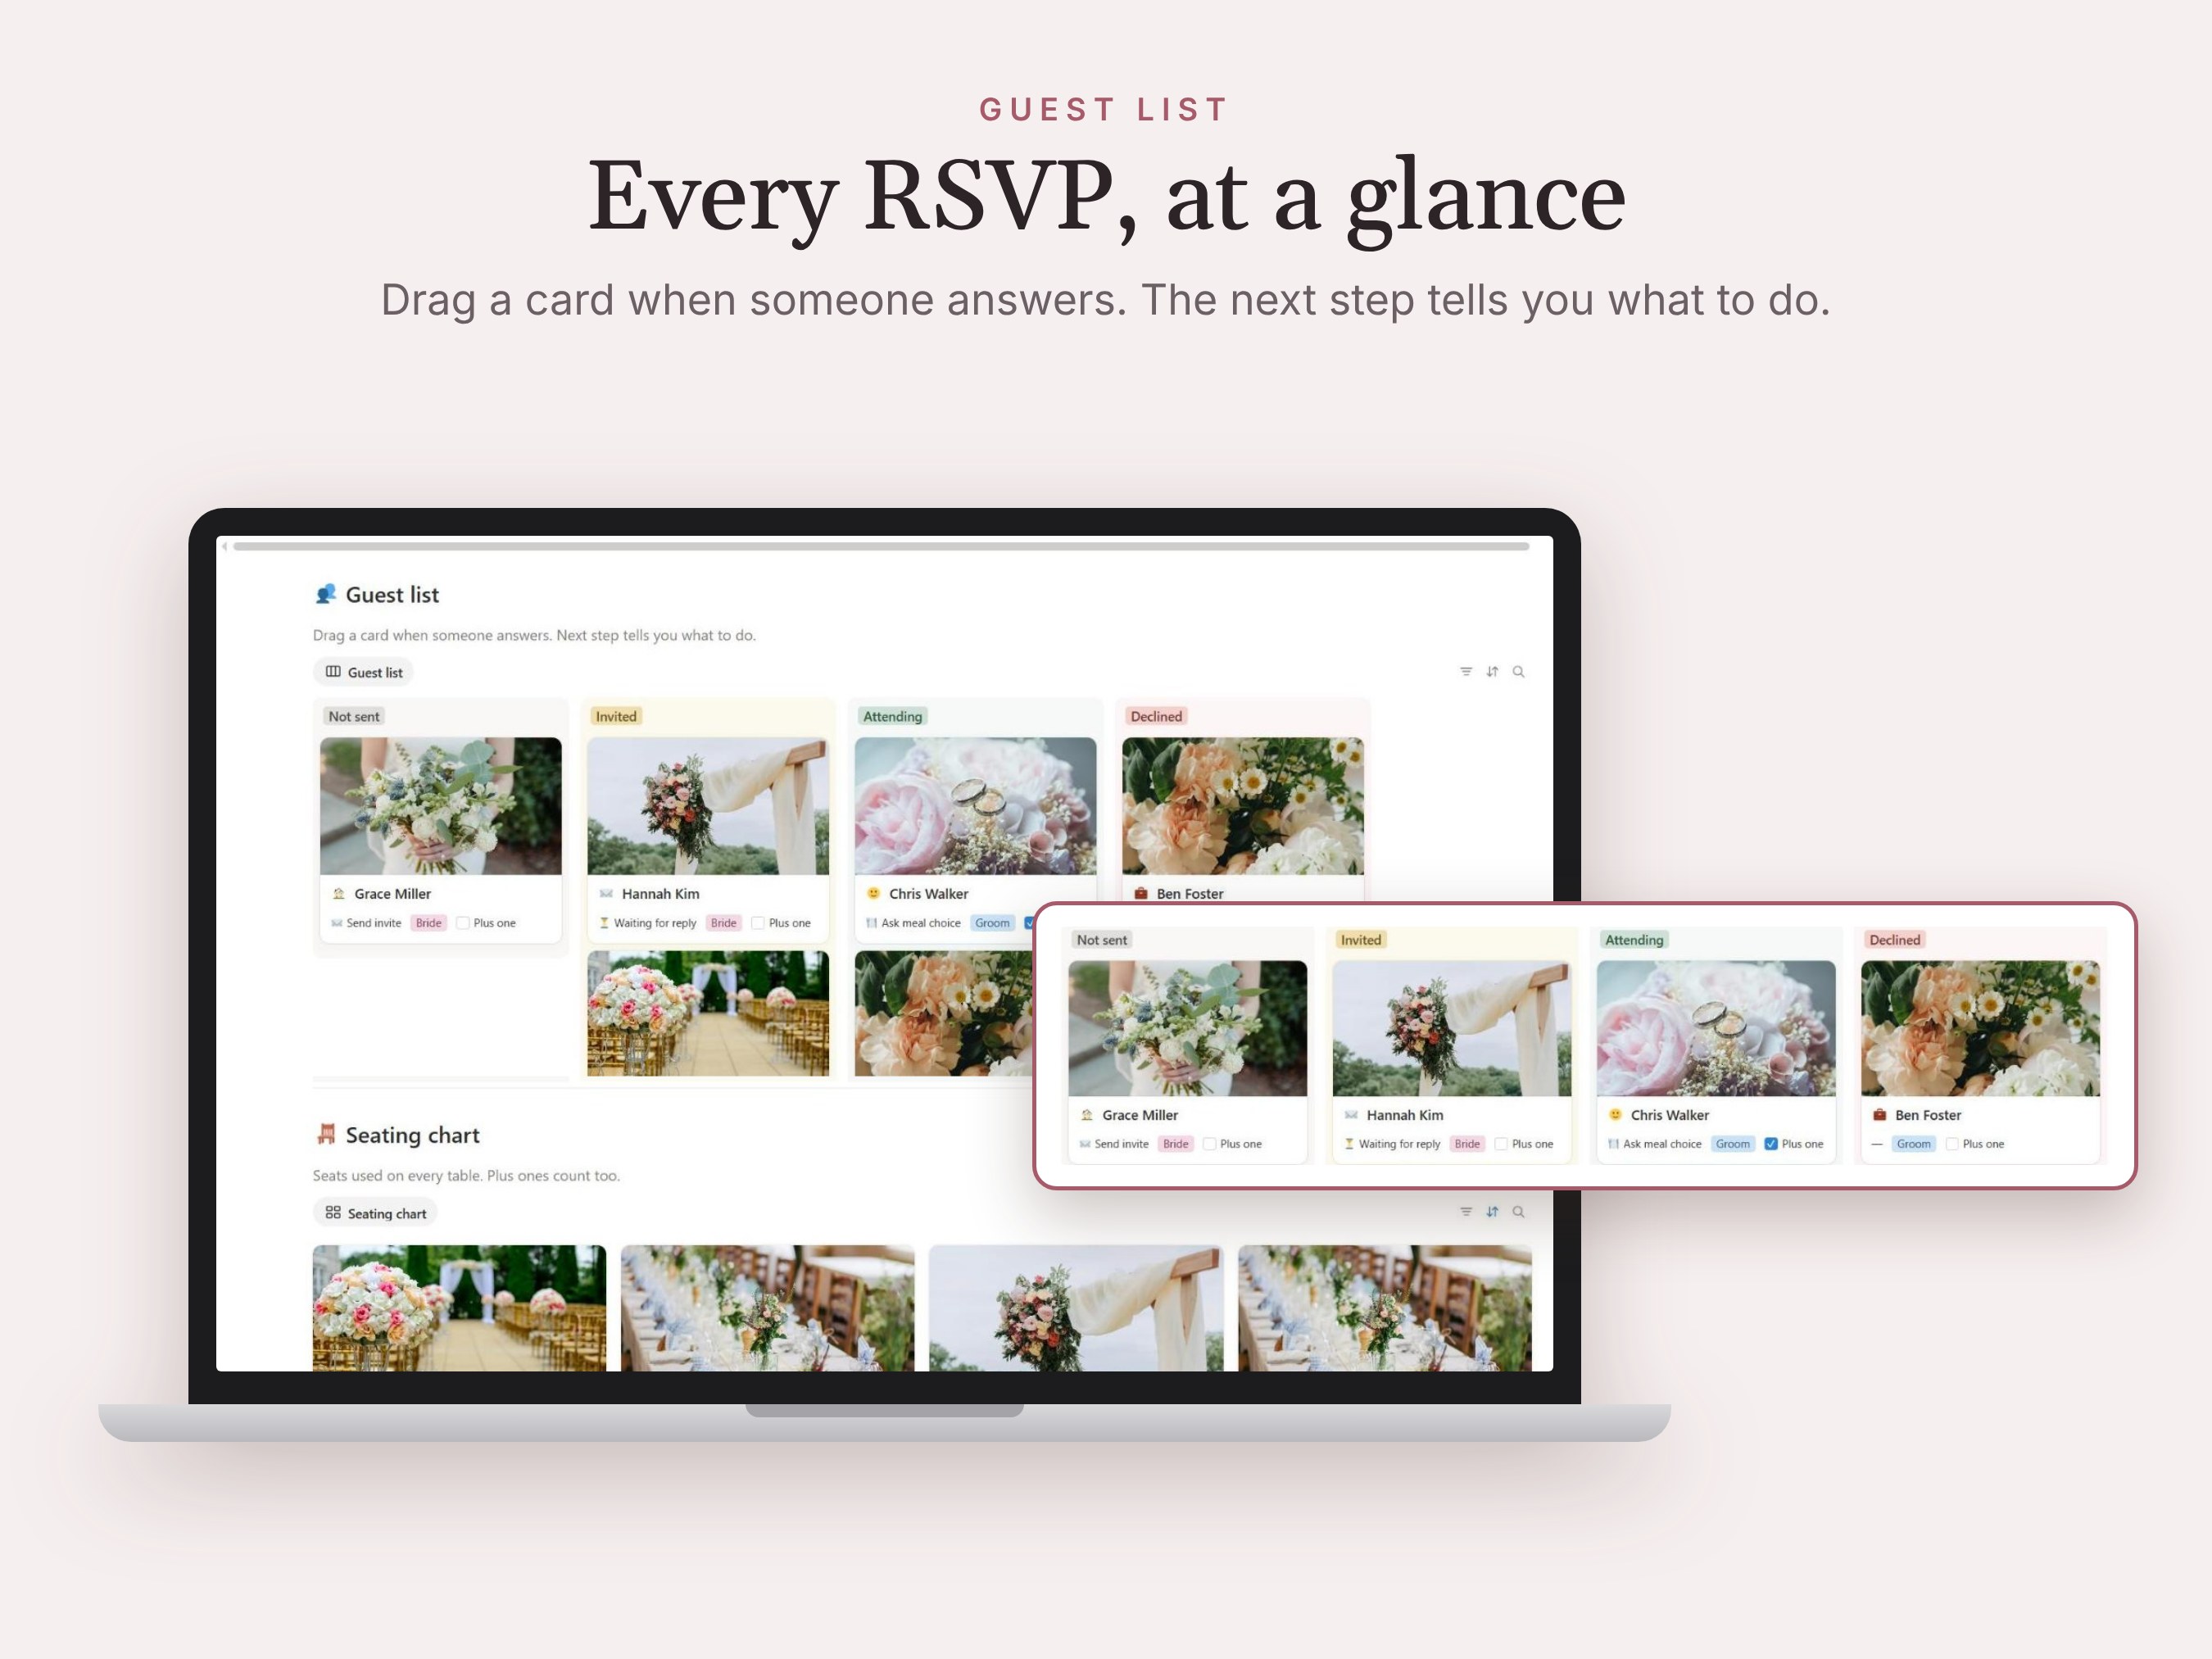 GUEST LIST
Every RSVP, at a glance
Drag a card when someone answers. The next step tells you what to do.
Guest list
Drag a card when someone answers. Next step tells you what to do.
Guest list
Not sent
Invited
Attending
Declined
Grace Miller
Hannah Kim
Chris Walker
Ben Foster
Send invite Bride Plus one
Waiting for reply Bride Plus one
Ask meal choice Groom
Not sent
Invited
Attending
Declined
Grace Miller
Hannah Kim
Chris Walker
Ben Foster
Send invite Bride Plus one
Waiting for reply Bride Plus one
Ask meal choice Groom Plus one
— Groom Plus one
Seating chart
Seats used on every table. Plus ones count too.
Seating chart